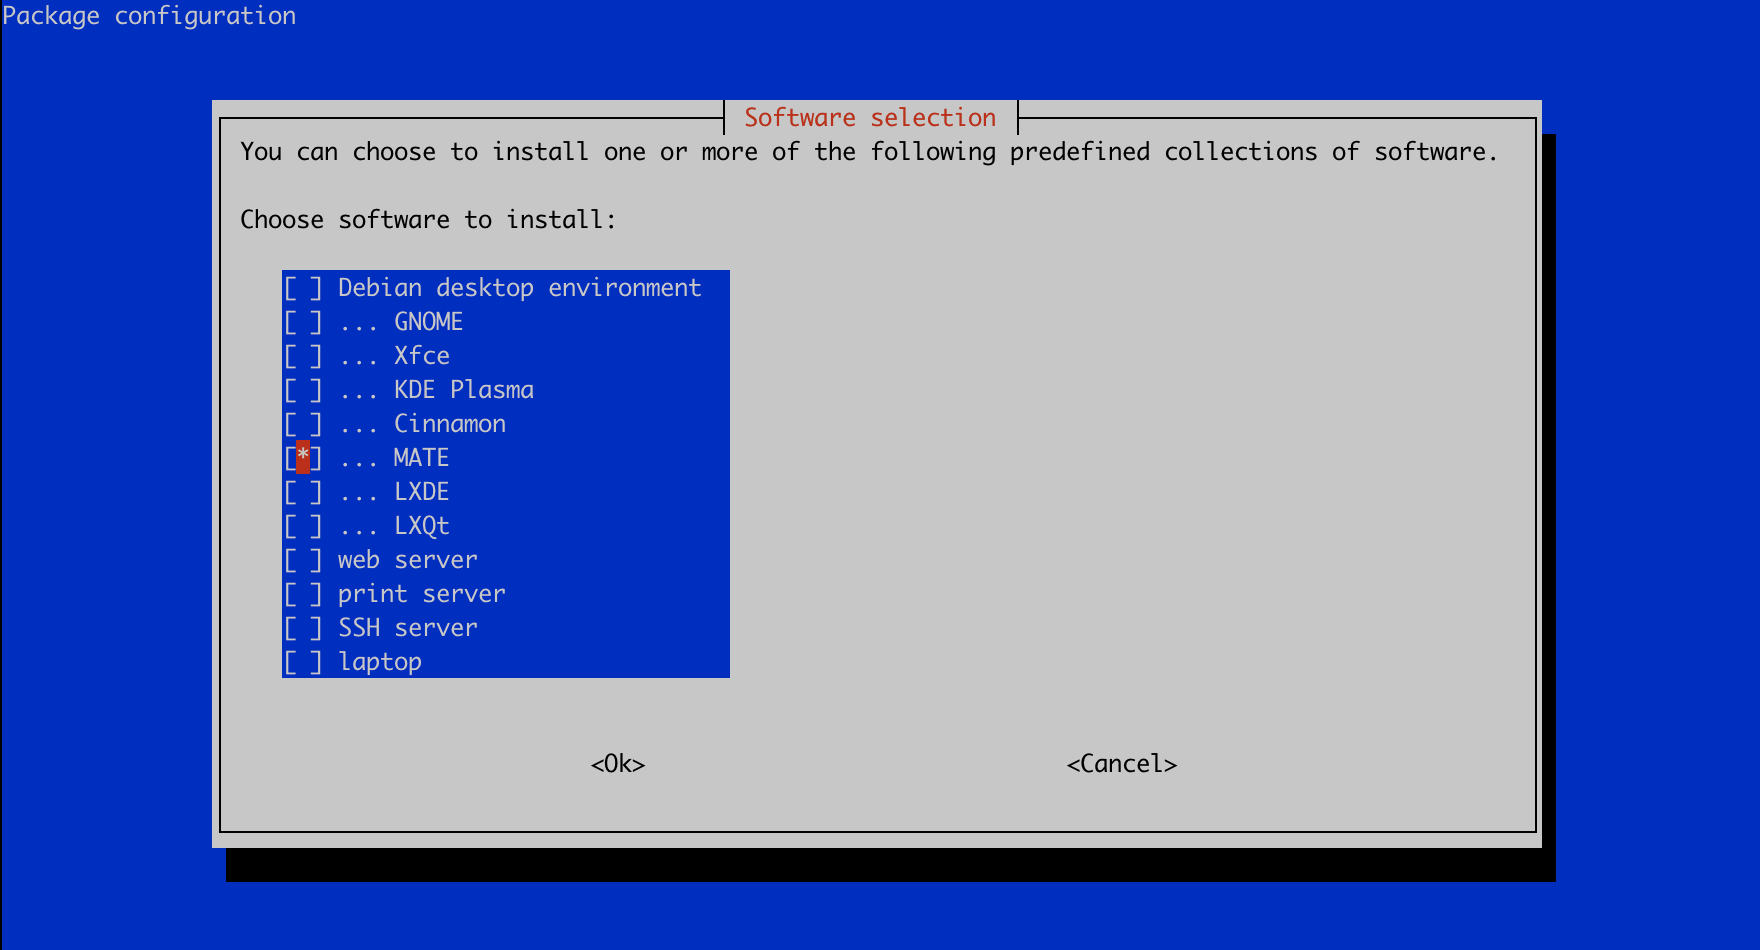 Package configuration
Software selection
You can choose to install one or more of the following predefined collections of software.
Choose software to install:
[ ] Debian desktop environment
[ ] ... GNOME
[ ] ... Xfce
[ ] ... KDE Plasma
[ ] ... Cinnamon
[*] ... MATE
[ ] ... LXDE
[ ] ... LXQt
[ ] web server
[ ] print server
[ ] SSH server
[ ] laptop
<Ok> <Cancel>